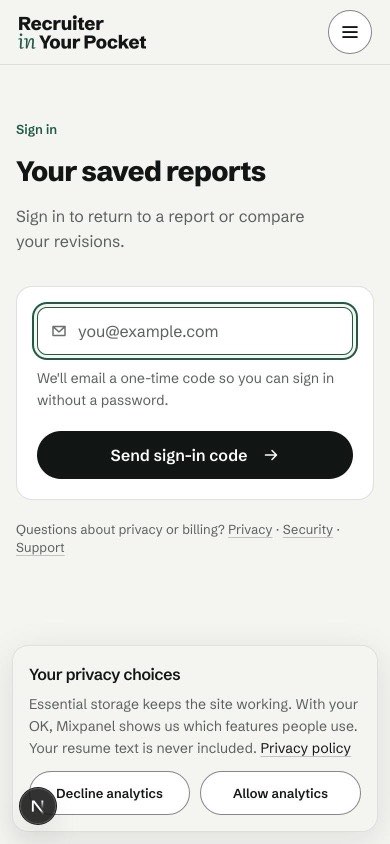 Recruiter
in Your Pocket
Sign in
Your saved reports
Sign in to return to a report or compare
your revisions.
you@example.com
We'll email a one-time code so you can sign in
without a password.
Send sign-in code →
Questions about privacy or billing? Privacy · Security ·
Support
Your privacy choices
Essential storage keeps the site working. With your
OK, Mixpanel shows us which features people use.
Your resume text is never included. Privacy policy
Decline analytics
Allow analytics
N